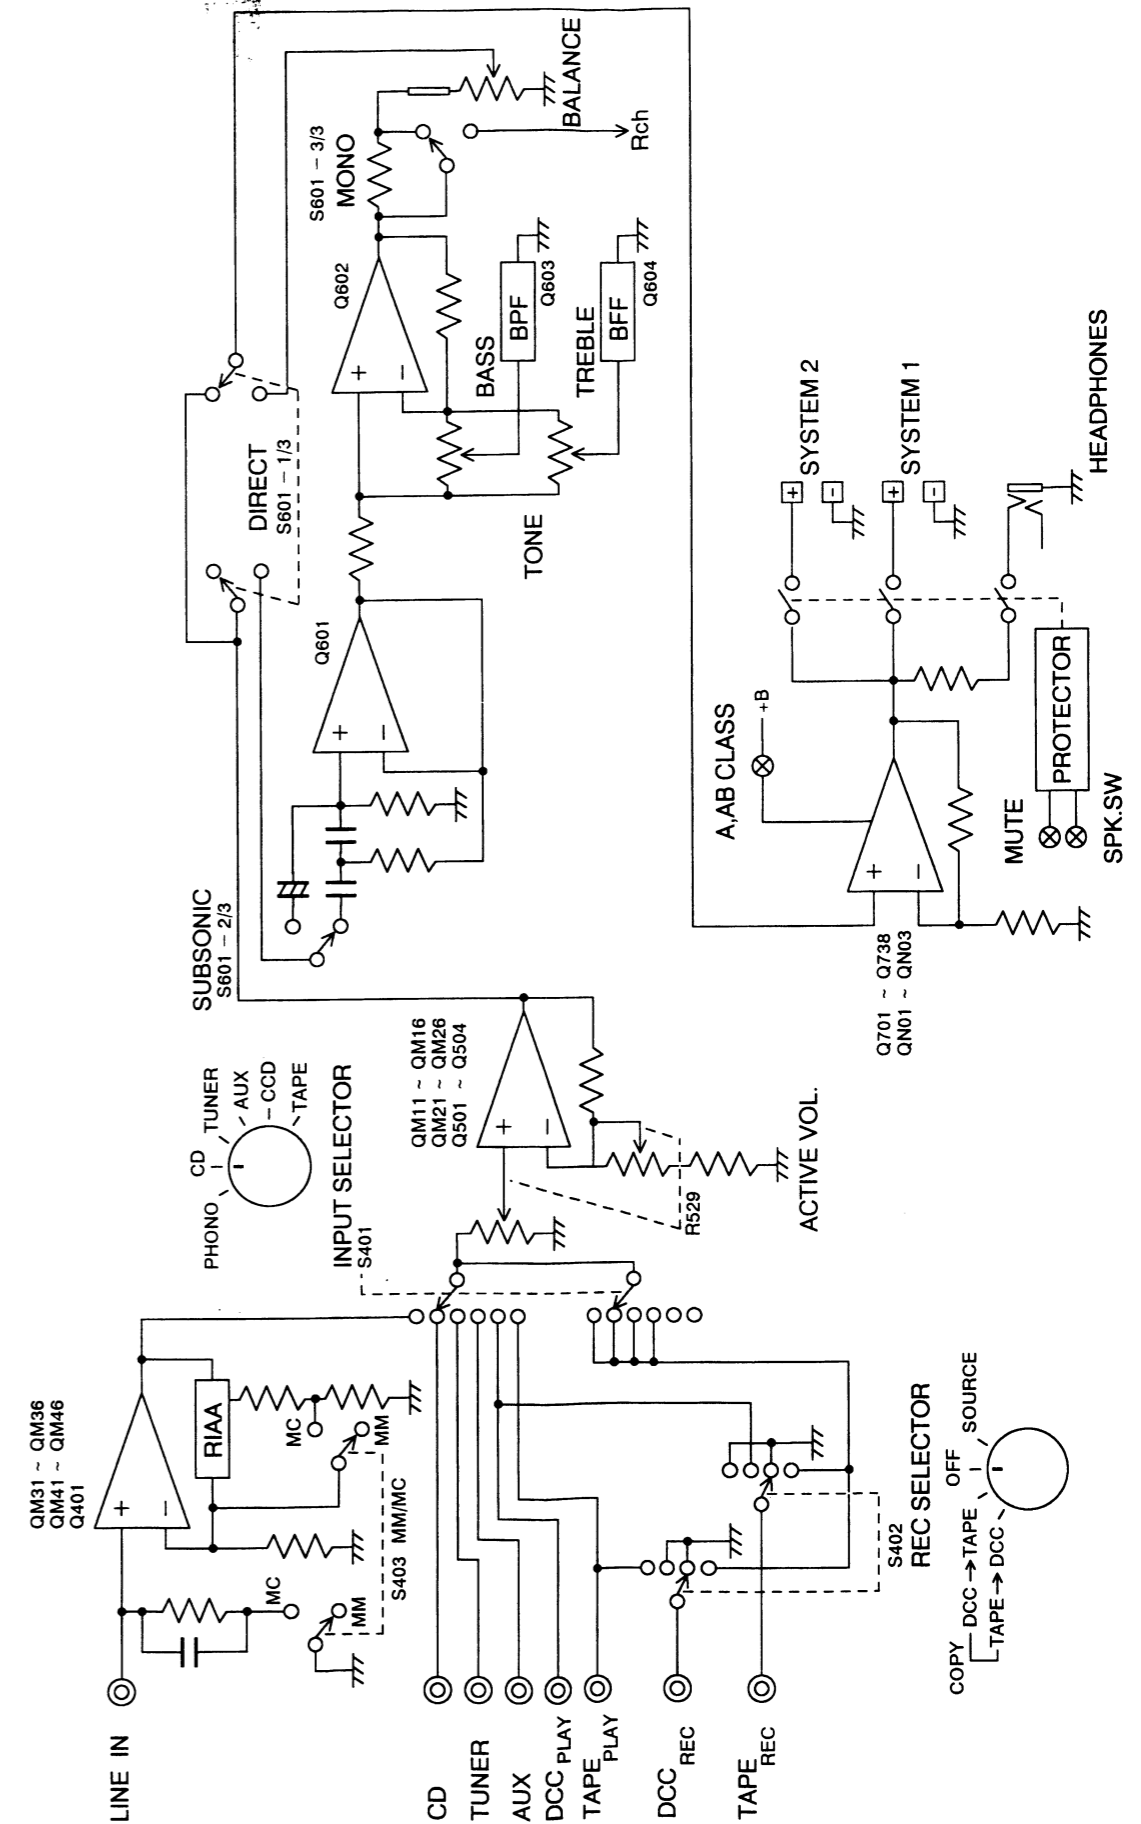 LINE IN
QM31 ~ QM36
QM41 ~ QM46
Q401
+
−
RIAA
MC
MM
MC
MM
S403 MM/MC
CD
TUNER
AUX
DCC PLAY
TAPE PLAY
DCC REC
TAPE REC
S402
REC SELECTOR
COPY
DCC→TAPE
TAPE→DCC
OFF
SOURCE
PHONO
CD
TUNER
AUX
CCD
TAPE
INPUT SELECTOR
S401
QM11 ~ QM16
QM21 ~ QM26
Q501 ~ Q504
+
−
R529
ACTIVE VOL.
SUBSONIC
S601 − 2/3
Q601
+
−
DIRECT
S601 − 1/3
TONE
Q602
+
−
BASS
BPF
Q603
TREBLE
BFF
Q604
S601 − 3/3
MONO
BALANCE
Rch
Q701 ~ Q738
QN01 ~ QN03
+
−
A,AB CLASS
+B
MUTE
PROTECTOR
SPK.SW
+
−
SYSTEM 2
+
−
SYSTEM 1
HEADPHONES